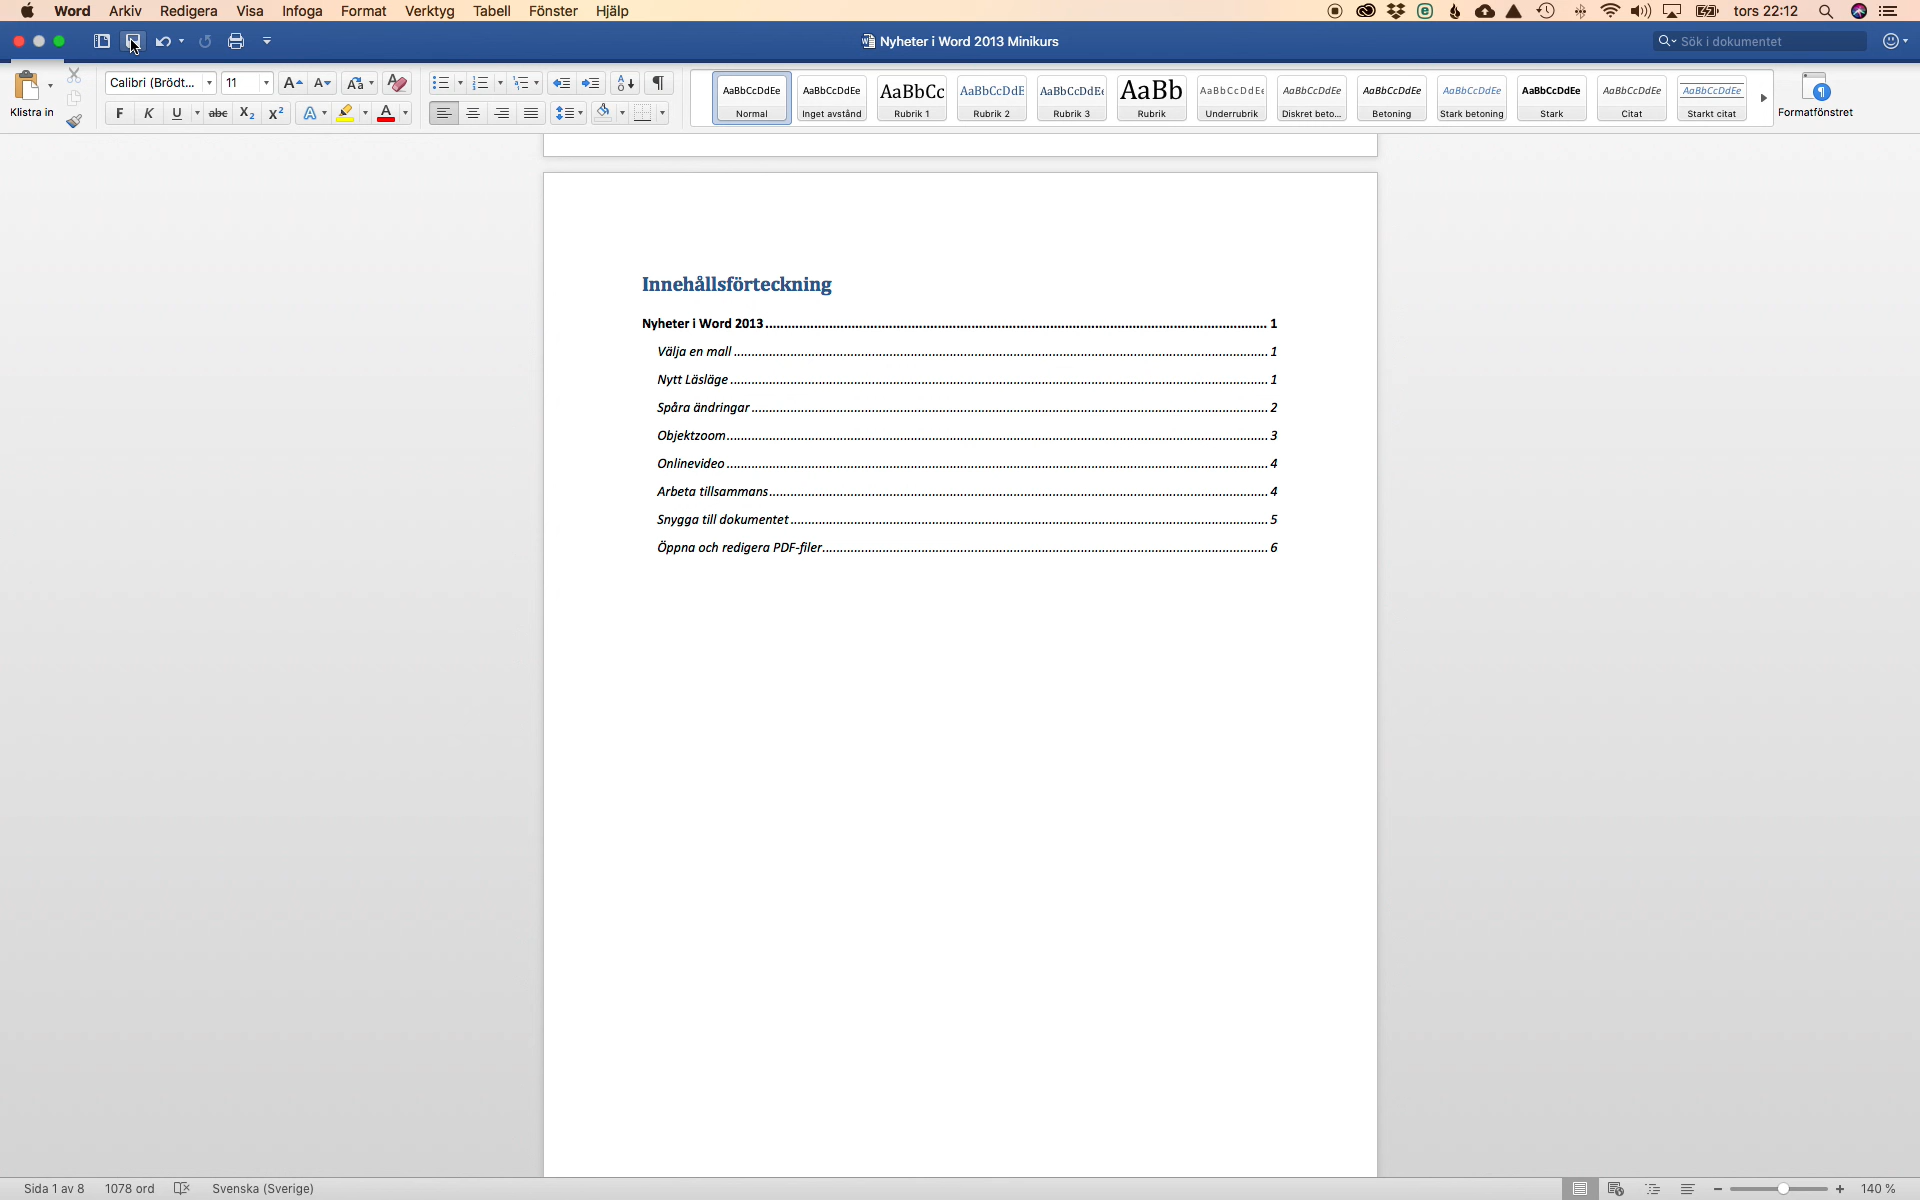 Word Arkiv Redigera Visa Infoga Format Verktyg Tabell Fönster Hjälp tors 22:12
Nyheter i Word 2013 Minikurs Sök i dokumentet
Klistra in
Calibri (Brödt... 11
F K U abc X₂ X²
AaBbCcDdEe AaBbCcDdEe AaBbCc AaBbCcDdE AaBbCcDdE AaBb AaBbCcDdEe AaBbCcDdEe AaBbCcDdEe AaBbCcDdEe AaBbCcDdEe AaBbCcDdEe AaBbCcDdEe
Normal Inget avstånd Rubrik 1 Rubrik 2 Rubrik 3 Rubrik Underrubrik Diskret beto... Betoning Stark betoning Stark Citat Starkt citat Formatfönstret
Innehållsförteckning
Nyheter i Word 2013 1
Välja en mall 1
Nytt Läsläge 1
Spåra ändringar 2
Objektzoom 3
Onlinevideo 4
Arbeta tillsammans 4
Snygga till dokumentet 5
Öppna och redigera PDF-filer 6
Sida 1 av 8 1078 ord Svenska (Sverige) 140 %